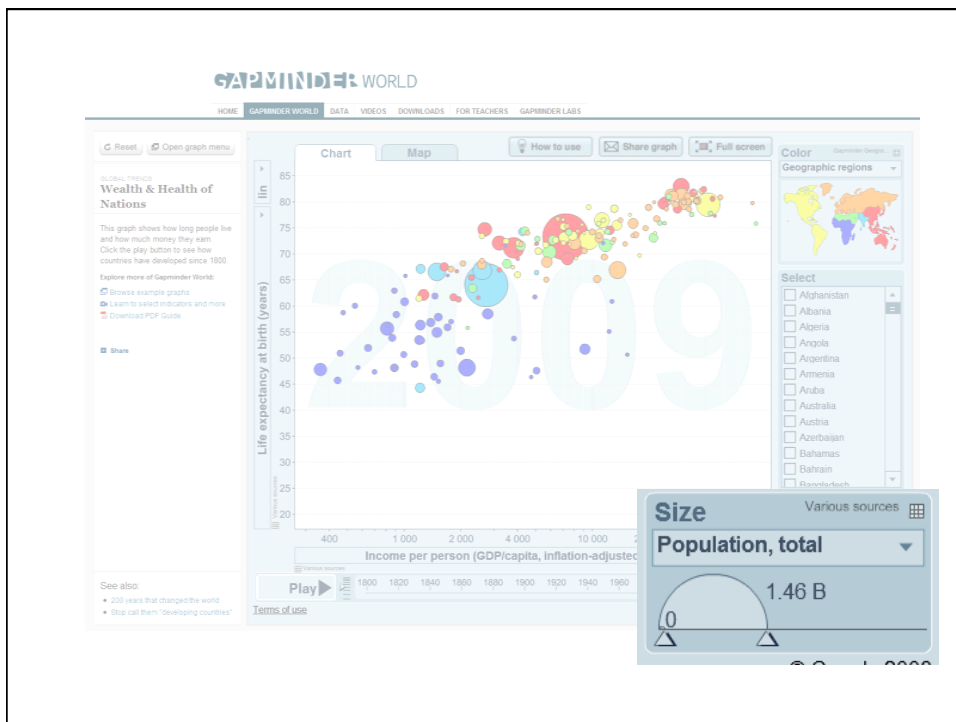 GAPMINDER WORLD
HOME GAPMINDER WORLD DATA VIDEOS DOWNLOADS FOR TEACHERS GAPMINDER LABS
Reset Open graph menu
GLOBAL TRENDS
Wealth & Health of
Nations
This graph shows how long people live
and how much money they earn.
Click the play button to see how
countries have developed since 1800.
Explore more of Gapminder World:
Browse example graphs
Learn to select indicators and more
Download PDF Guide
Share
See also:
200 years that changed the world
Stop call them "developing countries"
Chart Map
How to use Share graph Full screen
lin
Life expectancy at birth (years)
Various sources
85
80
75
70
65
60
55
50
45
40
35
30
25
20
2009
400 1 000 2 000 4 000 10 000
Income per person (GDP/capita, inflation-adjusted
Various sources
Play 1800 1820 1840 1860 1880 1900 1920 1940 1960
Terms of use
Color
Geographic regions
Select
Afghanistan
Albania
Algeria
Angola
Argentina
Armenia
Aruba
Australia
Austria
Azerbaijan
Bahamas
Bahrain
Bangladesh
Size Various sources
Population, total
1.46 B
0